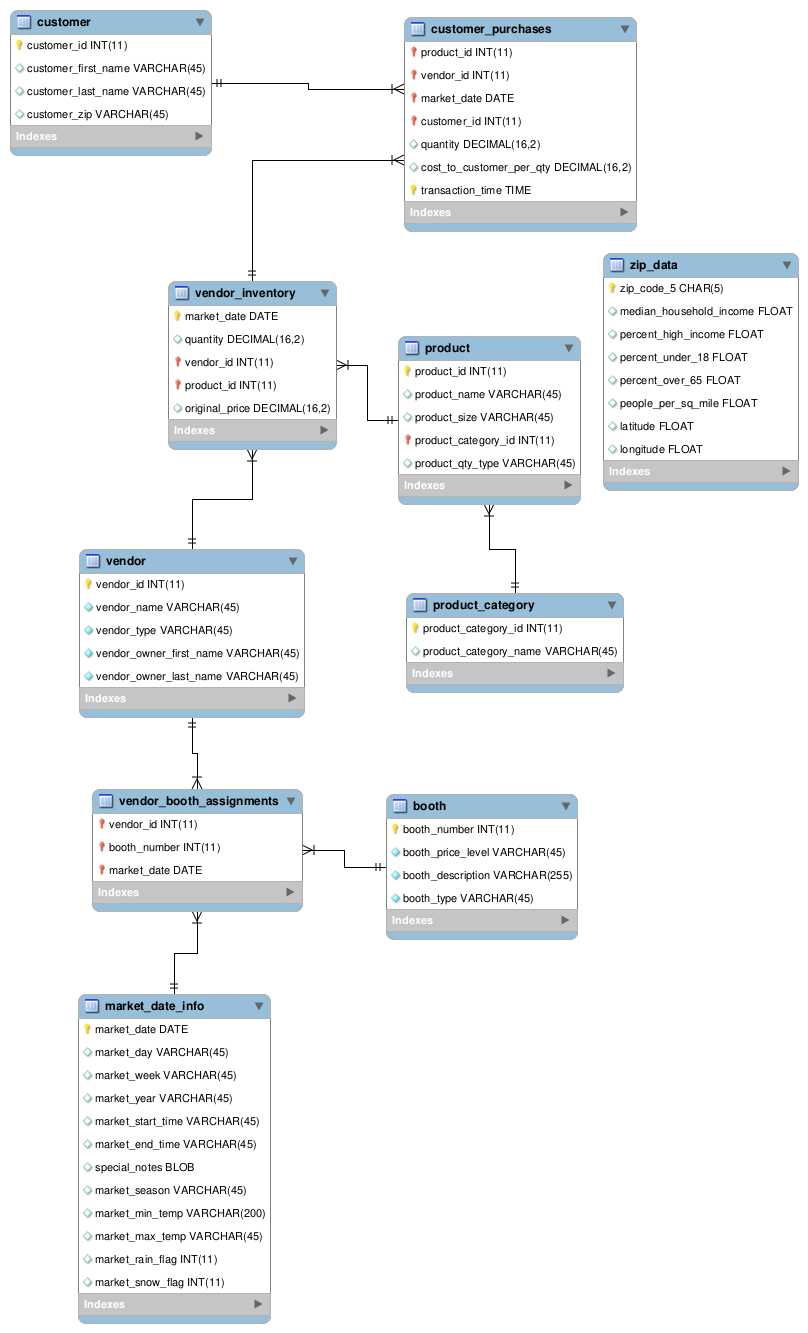 customer
customer_id INT(11)
customer_first_name VARCHAR(45)
customer_last_name VARCHAR(45)
customer_zip VARCHAR(45)
Indexes
customer_purchases
product_id INT(11)
vendor_id INT(11)
market_date DATE
customer_id INT(11)
quantity DECIMAL(16,2)
cost_to_customer_per_qty DECIMAL(16,2)
transaction_time TIME
Indexes
zip_data
zip_code_5 CHAR(5)
median_household_income FLOAT
percent_high_income FLOAT
percent_under_18 FLOAT
percent_over_65 FLOAT
people_per_sq_mile FLOAT
latitude FLOAT
longitude FLOAT
Indexes
vendor_inventory
market_date DATE
quantity DECIMAL(16,2)
vendor_id INT(11)
product_id INT(11)
original_price DECIMAL(16,2)
Indexes
product
product_id INT(11)
product_name VARCHAR(45)
product_size VARCHAR(45)
product_category_id INT(11)
product_qty_type VARCHAR(45)
Indexes
vendor
vendor_id INT(11)
vendor_name VARCHAR(45)
vendor_type VARCHAR(45)
vendor_owner_first_name VARCHAR(45)
vendor_owner_last_name VARCHAR(45)
Indexes
product_category
product_category_id INT(11)
product_category_name VARCHAR(45)
Indexes
vendor_booth_assignments
vendor_id INT(11)
booth_number INT(11)
market_date DATE
Indexes
booth
booth_number INT(11)
booth_price_level VARCHAR(45)
booth_description VARCHAR(255)
booth_type VARCHAR(45)
Indexes
market_date_info
market_date DATE
market_day VARCHAR(45)
market_week VARCHAR(45)
market_year VARCHAR(45)
market_start_time VARCHAR(45)
market_end_time VARCHAR(45)
special_notes BLOB
market_season VARCHAR(45)
market_min_temp VARCHAR(200)
market_max_temp VARCHAR(45)
market_rain_flag INT(11)
market_snow_flag INT(11)
Indexes